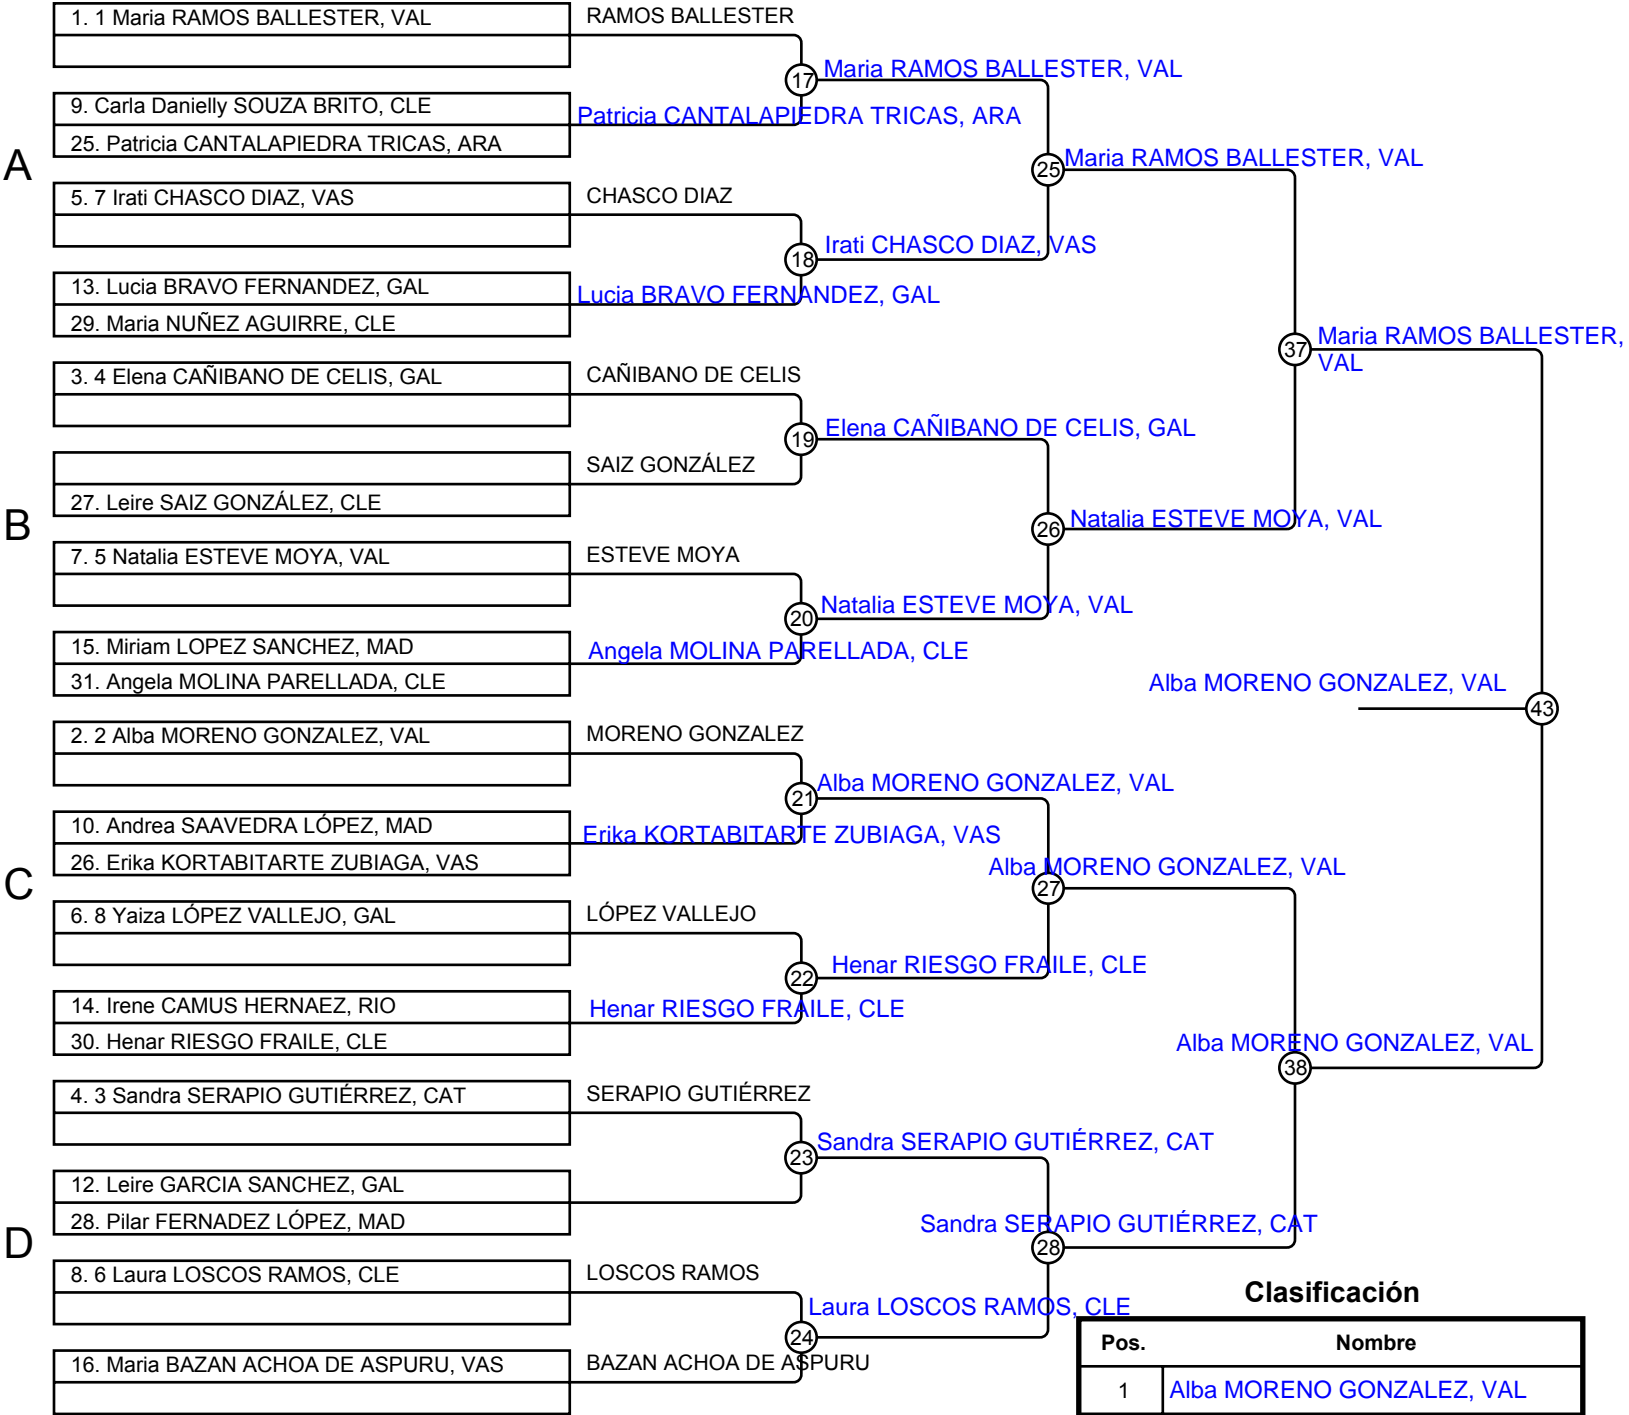 1. 1 Maria RAMOS BALLESTER, VAL
RAMOS BALLESTER
17
Maria RAMOS BALLESTER, VAL
9. Carla Danielly SOUZA BRITO, CLE
Patricia CANTALAPIEDRA TRICAS, ARA
25. Patricia CANTALAPIEDRA TRICAS, ARA
A
25
Maria RAMOS BALLESTER, VAL
5. 7 Irati CHASCO DIAZ, VAS
CHASCO DIAZ
18
Irati CHASCO DIAZ, VAS
13. Lucia BRAVO FERNANDEZ, GAL
Lucia BRAVO FERNANDEZ, GAL
29. Maria NUÑEZ AGUIRRE, CLE
37
Maria RAMOS BALLESTER,
VAL
3. 4 Elena CAÑIBANO DE CELIS, GAL
CAÑIBANO DE CELIS
19
Elena CAÑIBANO DE CELIS, GAL
SAIZ GONZÁLEZ
27. Leire SAIZ GONZÁLEZ, CLE
B
26
Natalia ESTEVE MOYA, VAL
7. 5 Natalia ESTEVE MOYA, VAL
ESTEVE MOYA
20
Natalia ESTEVE MOYA, VAL
15. Miriam LOPEZ SANCHEZ, MAD
Angela MOLINA PARELLADA, CLE
31. Angela MOLINA PARELLADA, CLE
Alba MORENO GONZALEZ, VAL
43
2. 2 Alba MORENO GONZALEZ, VAL
MORENO GONZALEZ
21
Alba MORENO GONZALEZ, VAL
10. Andrea SAAVEDRA LÓPEZ, MAD
Erika KORTABITARTE ZUBIAGA, VAS
26. Erika KORTABITARTE ZUBIAGA, VAS
C
27
Alba MORENO GONZALEZ, VAL
6. 8 Yaiza LÓPEZ VALLEJO, GAL
LÓPEZ VALLEJO
22
Henar RIESGO FRAILE, CLE
14. Irene CAMUS HERNAEZ, RIO
Henar RIESGO FRAILE, CLE
30. Henar RIESGO FRAILE, CLE
Alba MORENO GONZALEZ, VAL
38
4. 3 Sandra SERAPIO GUTIÉRREZ, CAT
SERAPIO GUTIÉRREZ
23
Sandra SERAPIO GUTIÉRREZ, CAT
12. Leire GARCIA SANCHEZ, GAL
28. Pilar FERNADEZ LÓPEZ, MAD
D
Sandra SERAPIO GUTIÉRREZ, CAT
28
8. 6 Laura LOSCOS RAMOS, CLE
LOSCOS RAMOS
24
Laura LOSCOS RAMOS, CLE
16. Maria BAZAN ACHOA DE ASPURU, VAS
BAZAN ACHOA DE ASPURU
Clasificación
Pos. Nombre
1 Alba MORENO GONZALEZ, VAL